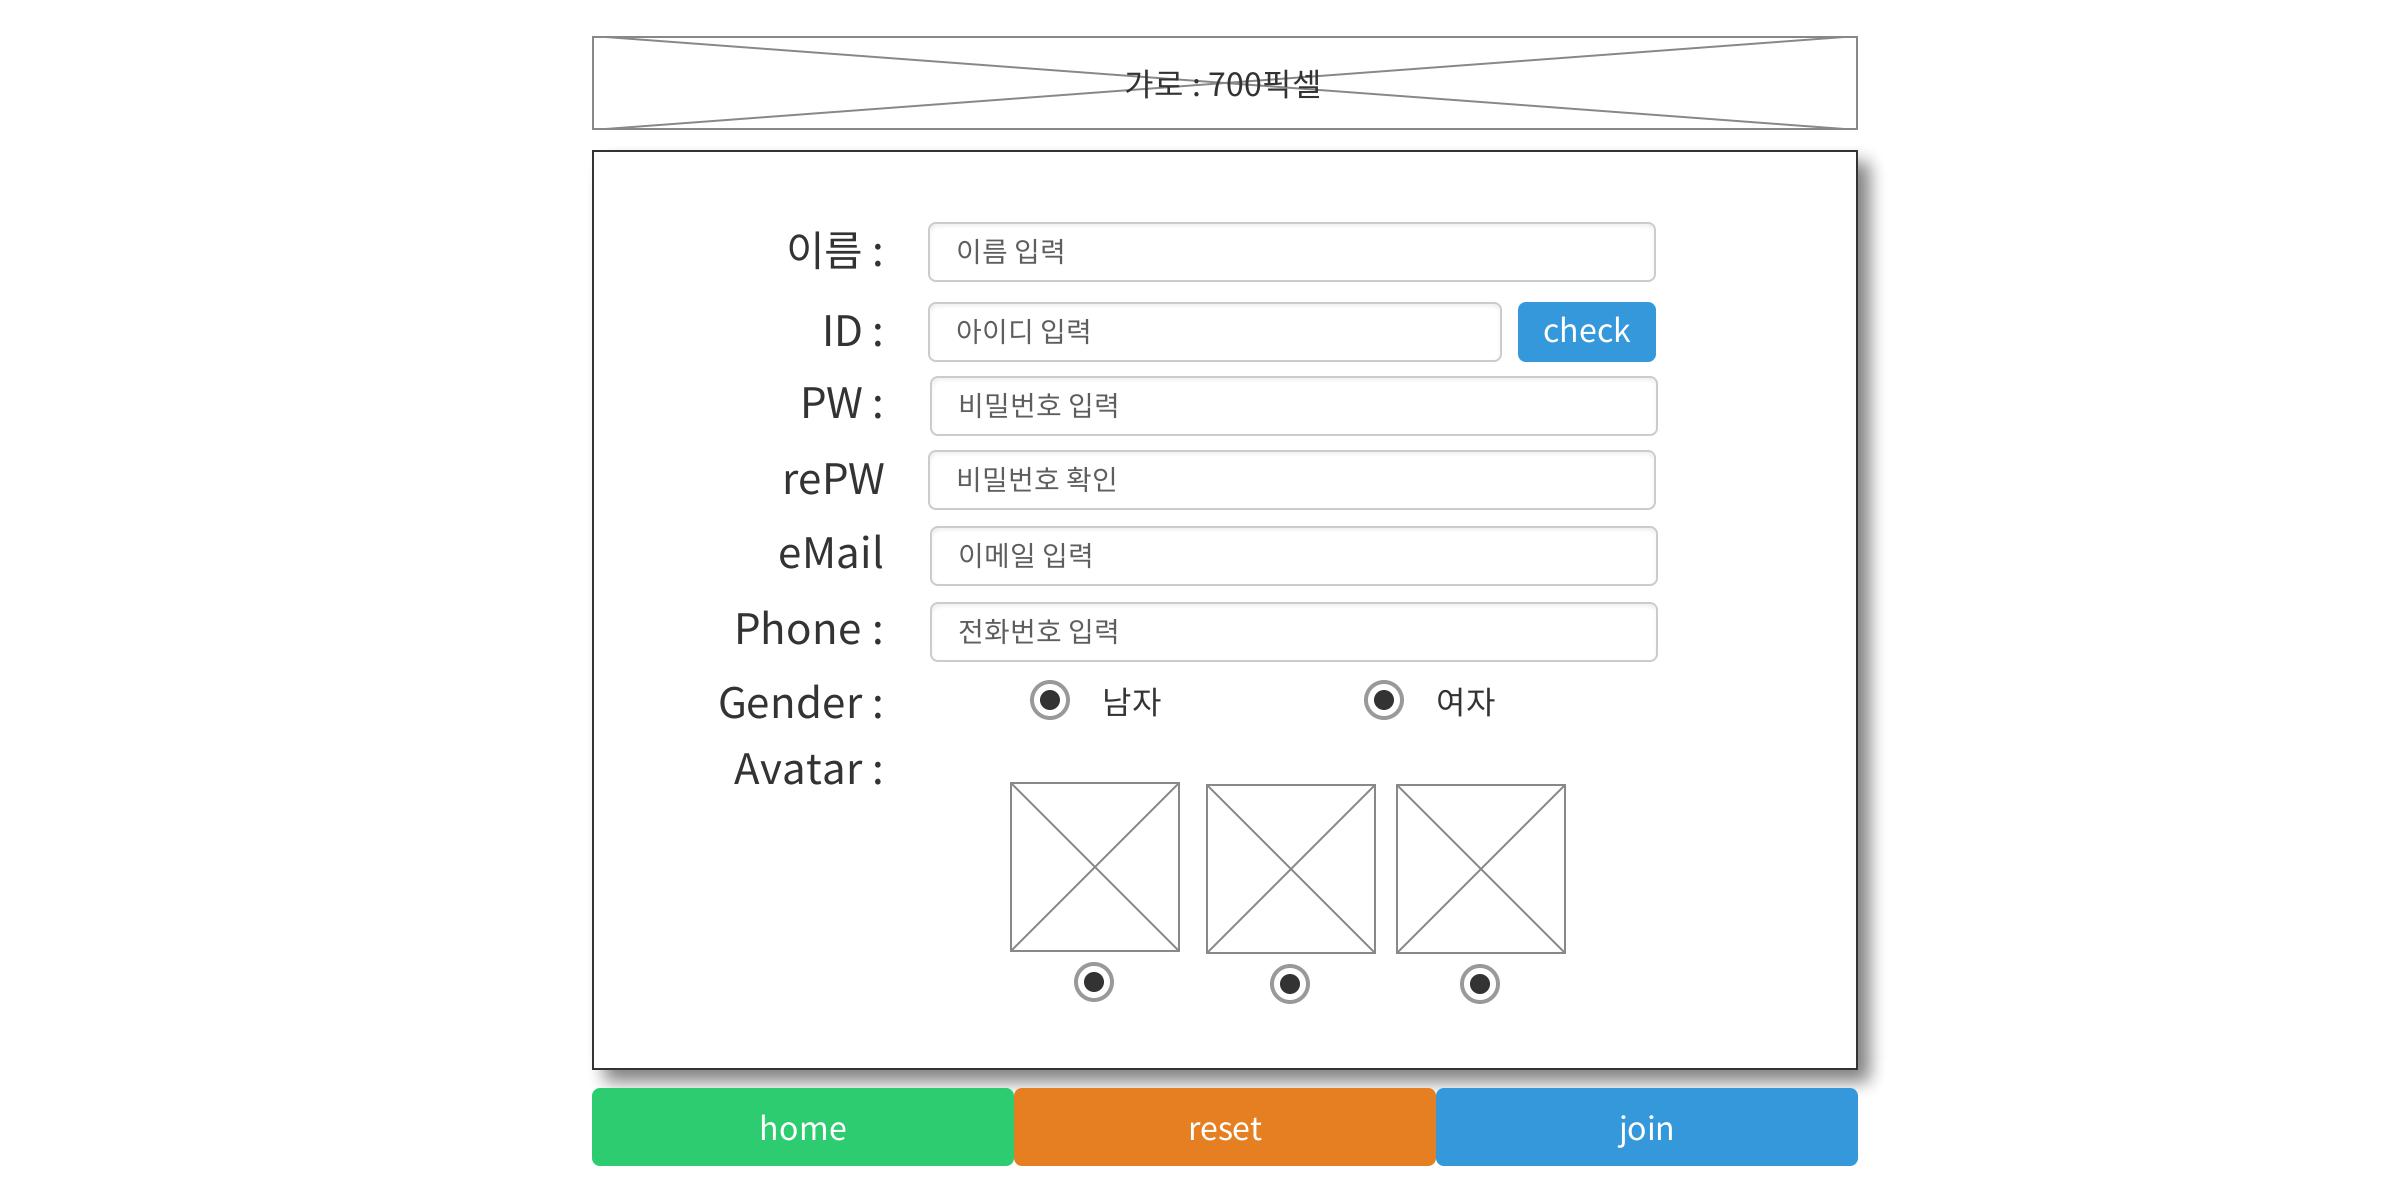 가로 : 700픽셀
이름 : 이름 입력
ID : 아이디 입력 check
PW : 비밀번호 입력
rePW 비밀번호 확인
eMail 이메일 입력
Phone : 전화번호 입력
Gender : 남자 여자
Avatar :
home reset join